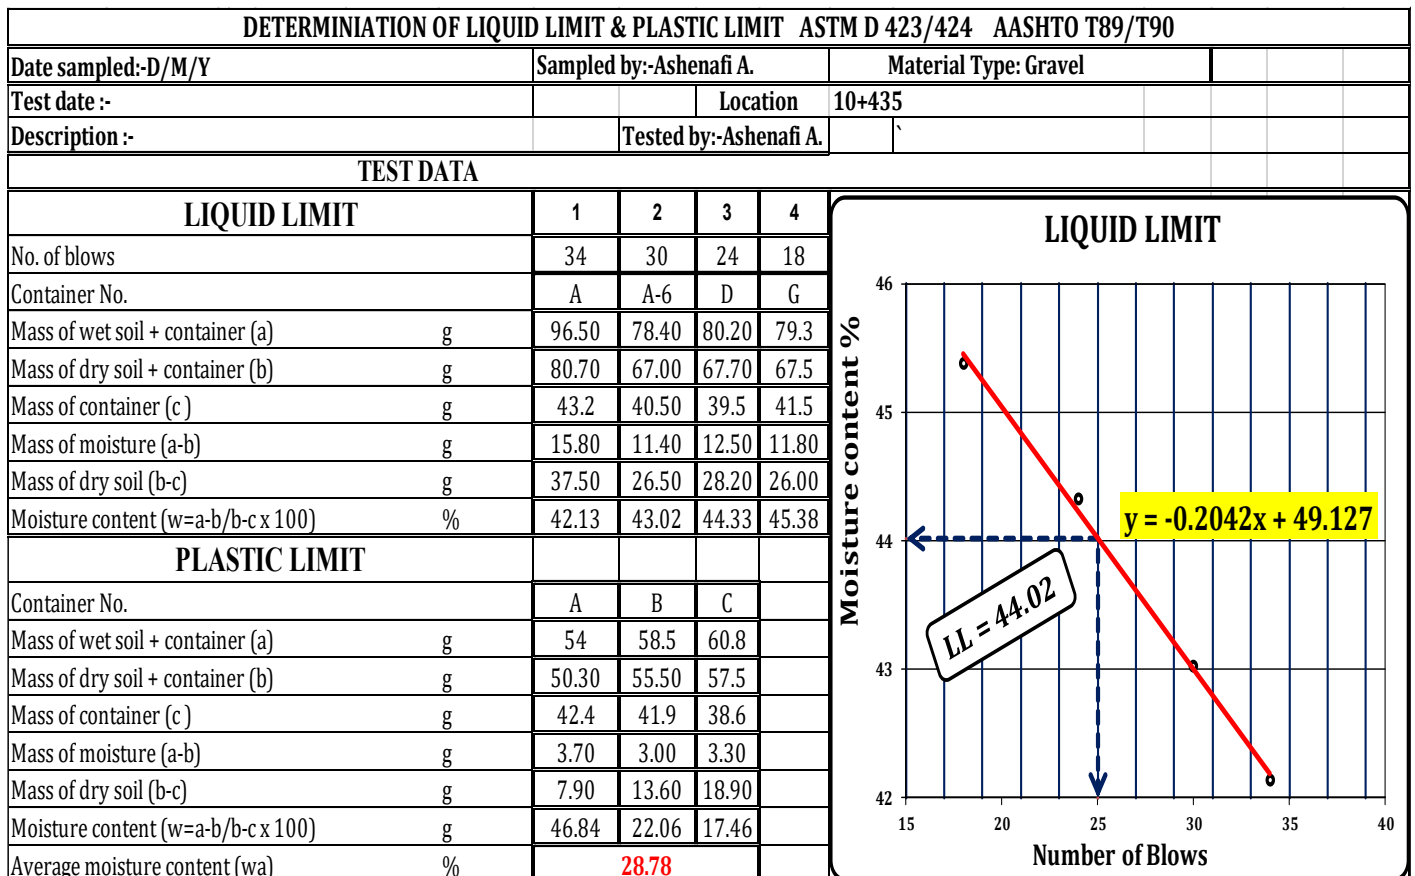 DETERMINIATION OF LIQUID LIMIT & PLASTIC LIMIT   ASTM D 423/424   AASHTO T89/T90
Date sampled:-D/M/Y Sampled by:-Ashenafi A. Material Type: Gravel
Test date :- Location 10+435
Description :- Tested by:-Ashenafi A. `
TEST DATA
LIQUID LIMIT 1 2 3 4
No. of blows 34 30 24 18
Container No. A A-6 D G
Mass of wet soil + container (a) g 96.50 78.40 80.20 79.3
Mass of dry soil + container (b) g 80.70 67.00 67.70 67.5
Mass of container (c ) g 43.2 40.50 39.5 41.5
Mass of moisture (a-b) g 15.80 11.40 12.50 11.80
Mass of dry soil (b-c) g 37.50 26.50 28.20 26.00
Moisture content (w=a-b/b-c x 100) % 42.13 43.02 44.33 45.38
PLASTIC LIMIT
Container No. A B C
Mass of wet soil + container (a) g 54 58.5 60.8
Mass of dry soil + container (b) g 50.30 55.50 57.5
Mass of container (c ) g 42.4 41.9 38.6
Mass of moisture (a-b) g 3.70 3.00 3.30
Mass of dry soil (b-c) g 7.90 13.60 18.90
Moisture content (w=a-b/b-c x 100) g 46.84 22.06 17.46
Average moisture content (wa) % 28.78
LIQUID LIMIT
Moisture content %
46
45
44
43
42
y = -0.2042x + 49.127
LL = 44.02
15 20 25 30 35 40
Number of Blows